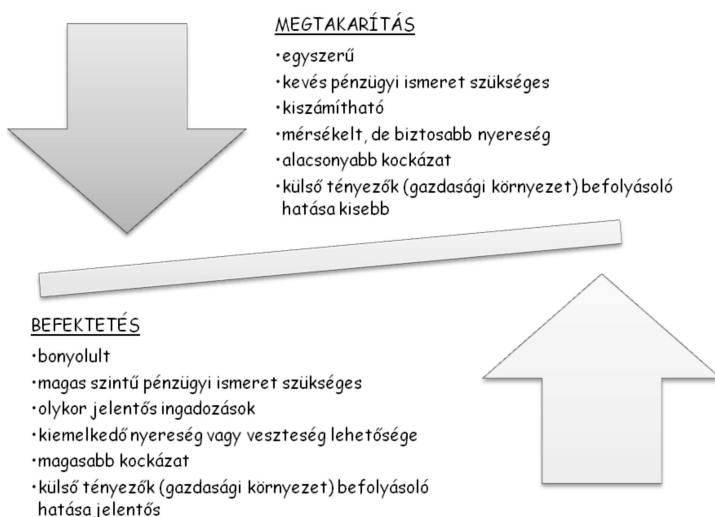 MEGTAKARÍTÁS
•egyszerű
•kevés pénzügyi ismeret szükséges
•kiszámítható
•mérsékelt, de biztosabb nyereség
•alacsonyabb kockázat
•külső tényezők (gazdasági környezet) befolyásoló
hatása kisebb
BEFEKTETÉS
•bonyolult
•magas szintű pénzügyi ismeret szükséges
•olykor jelentős ingadozások
•kiemelkedő nyereség vagy veszteség lehetősége
•magasabb kockázat
•külső tényezők (gazdasági környezet) befolyásoló
hatása jelentős